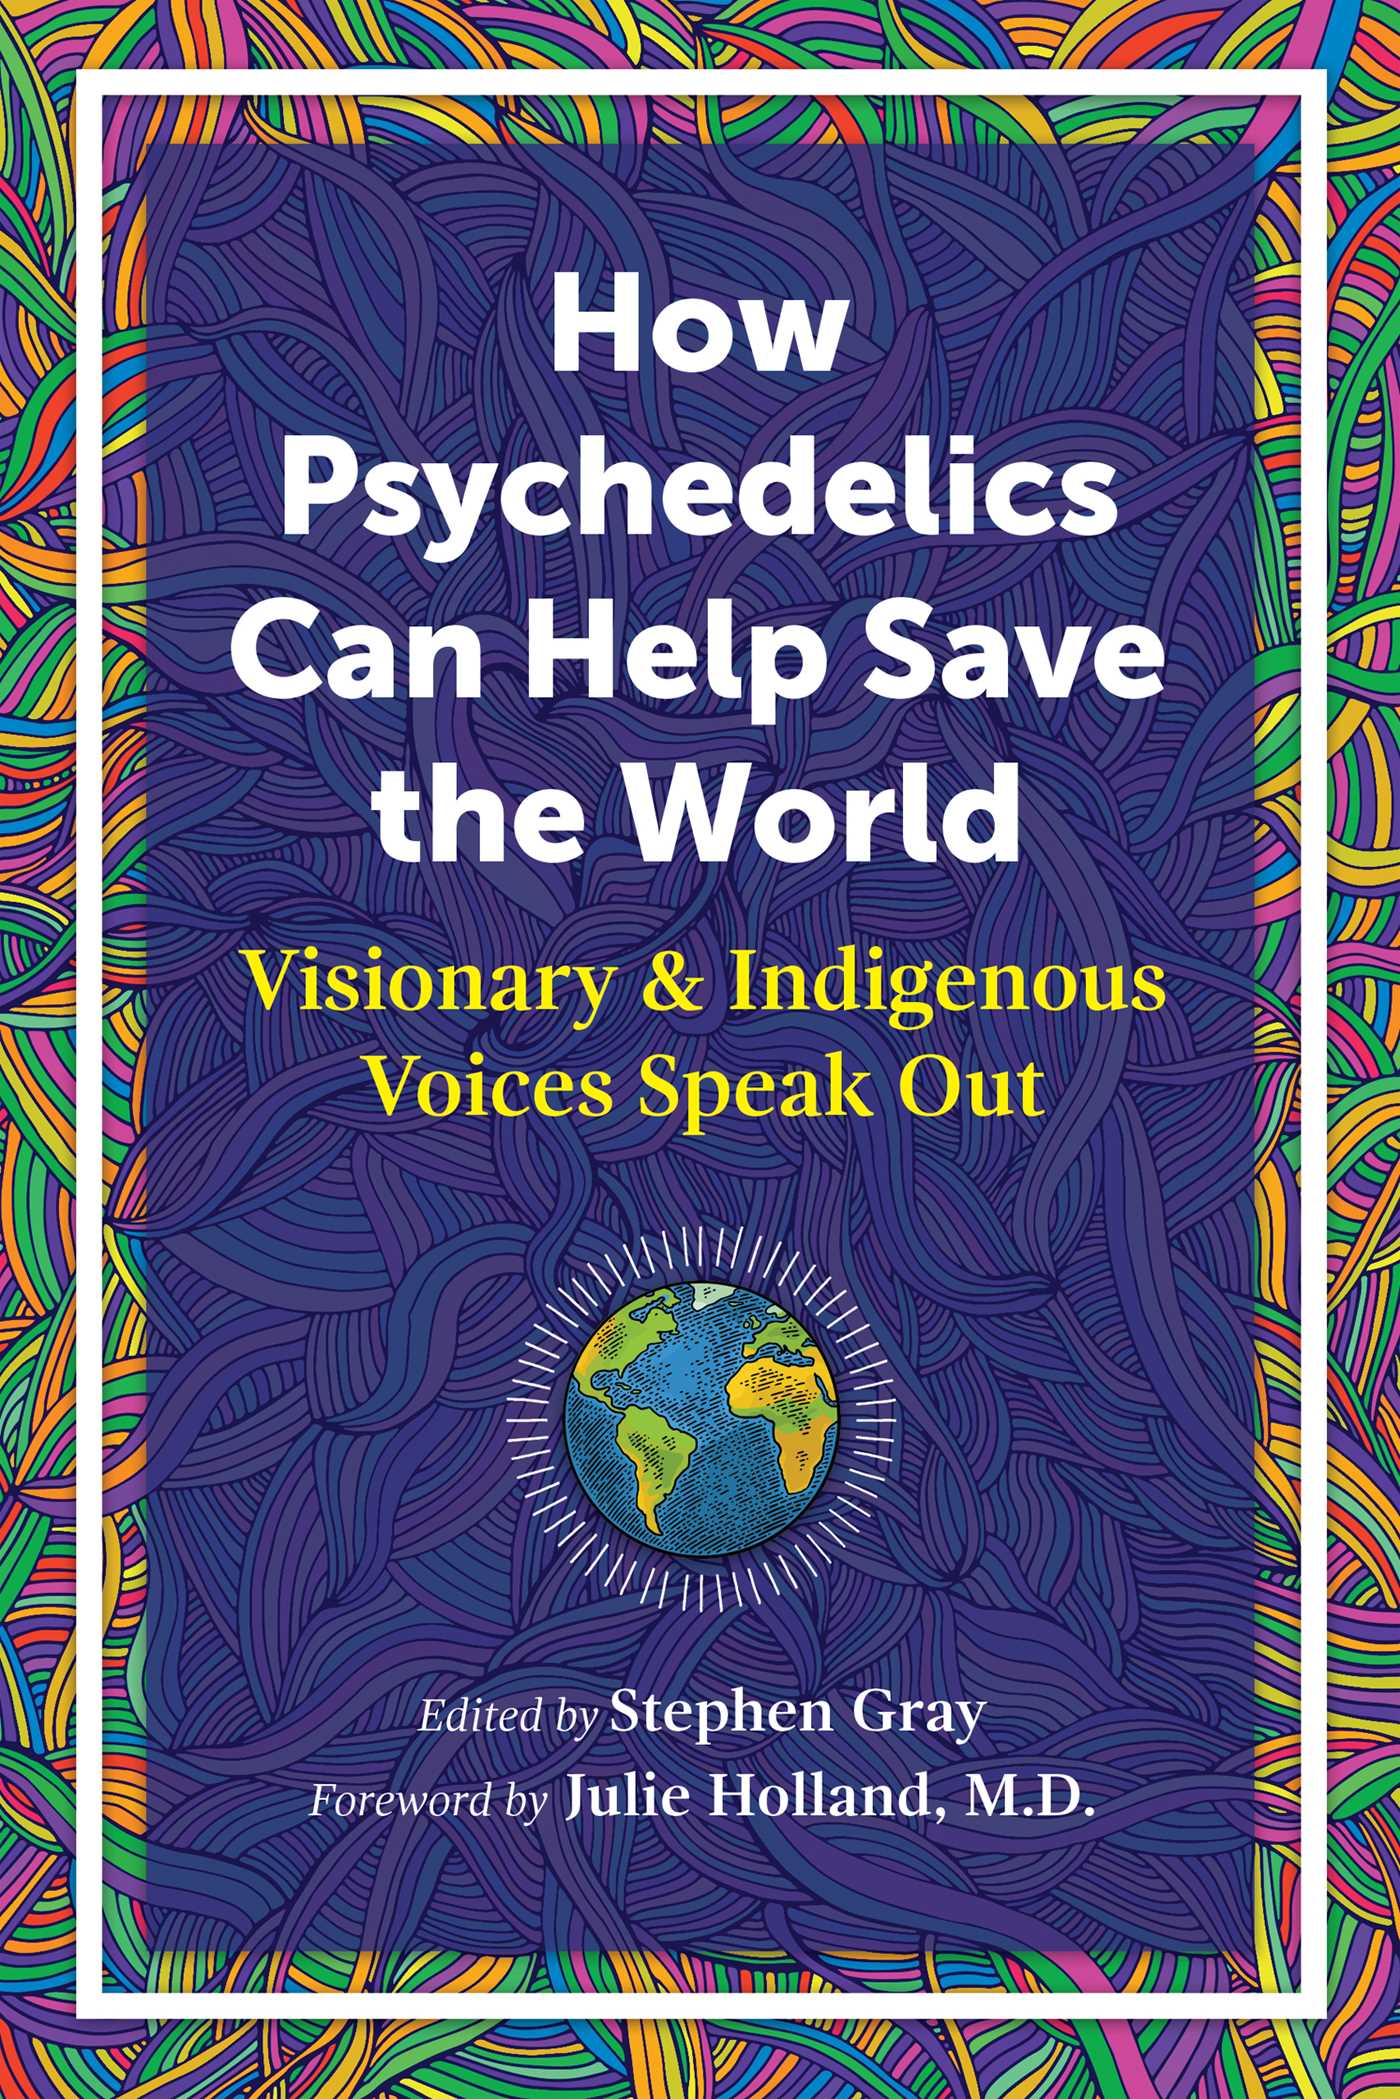 How
Psychedelics
Can Help Save
the World
Visionary & Indigenous
Voices Speak Out
Edited by Stephen Gray
Foreword by Julie Holland, M.D.